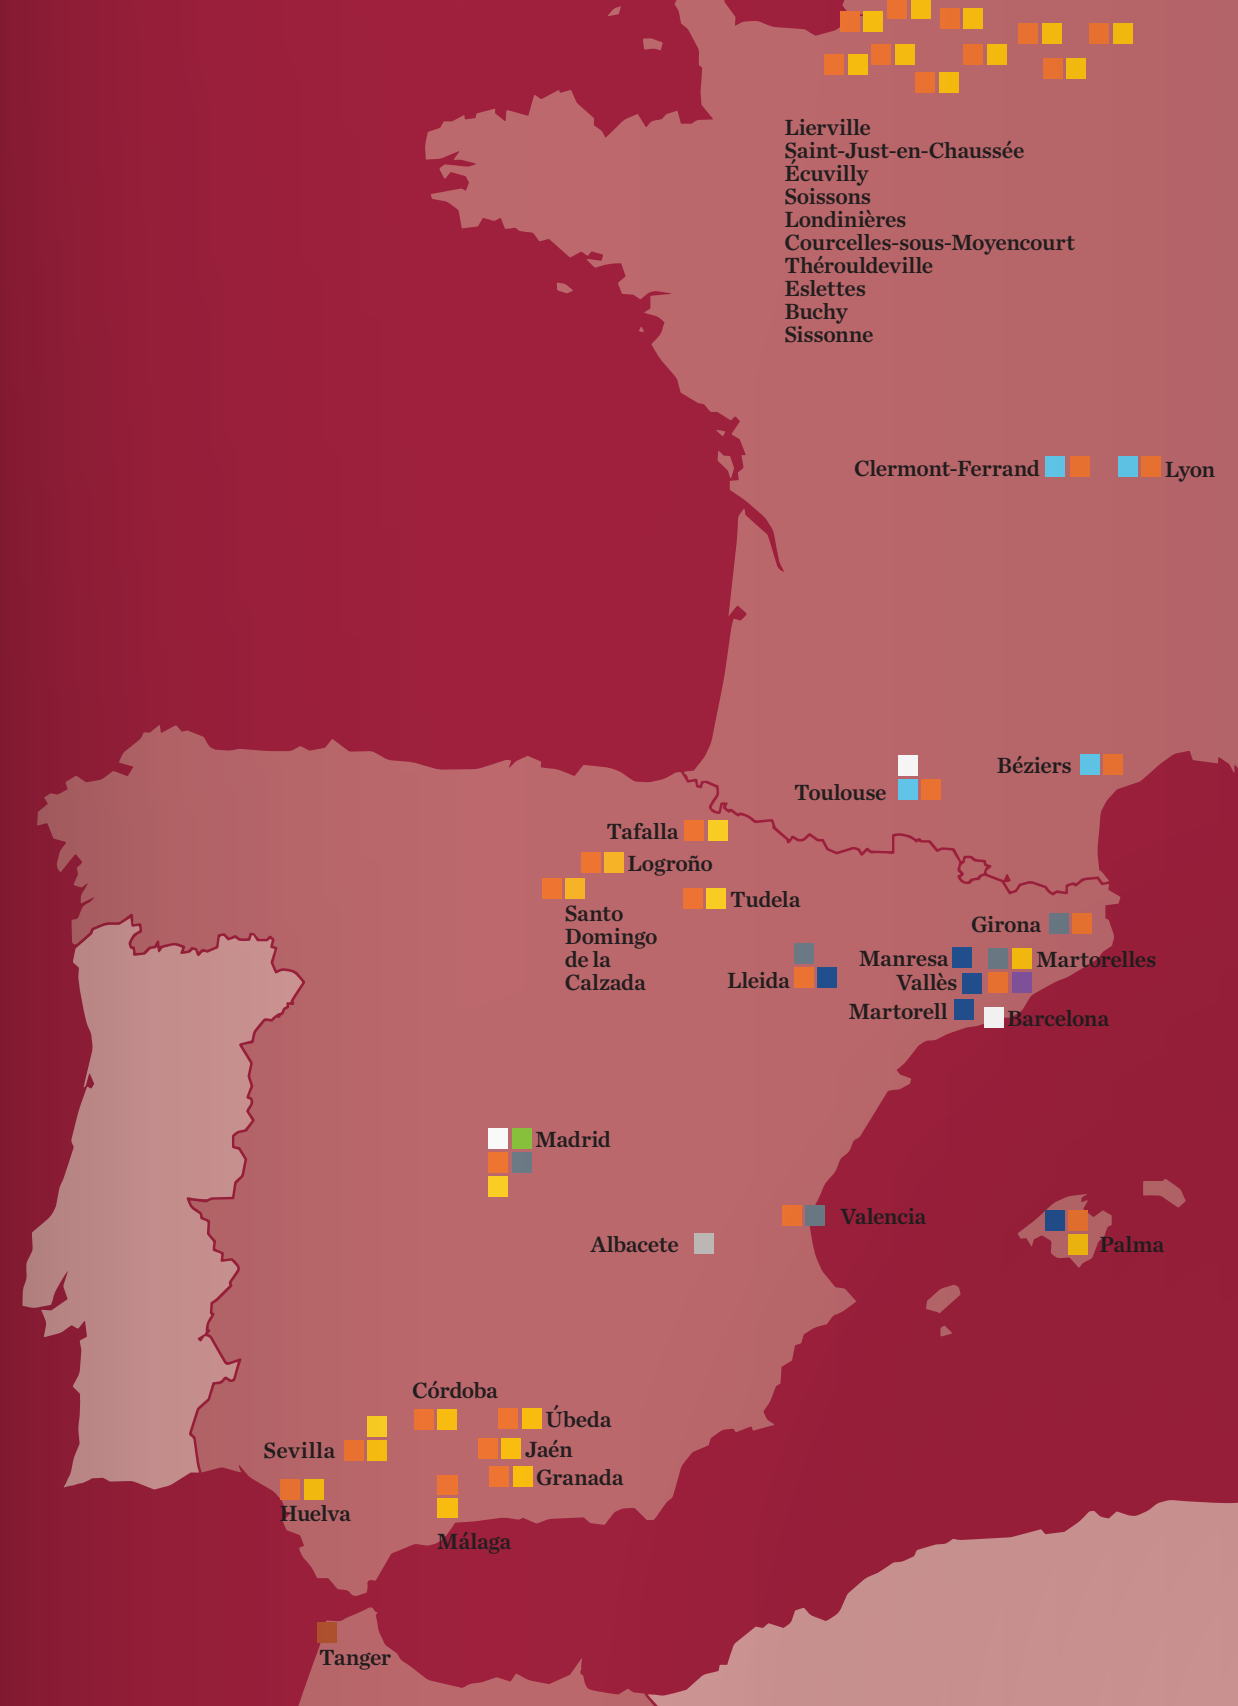 Lierville
Saint-Just-en-Chaussée
Écuvilly
Soissons
Londinières
Courcelles-sous-Moyencourt
Thérouldeville
Eslettes
Buchy
Sissonne
Clermont-Ferrand
Lyon
Béziers
Toulouse
Tafalla
Logroño
Tudela
Santo
Domingo
de la
Calzada
Girona
Manresa
Martorelles
Lleida
Vallès
Martorell
Barcelona
Madrid
Valencia
Albacete
Palma
Córdoba
Úbeda
Sevilla
Jaén
Granada
Huelva
Málaga
Tanger